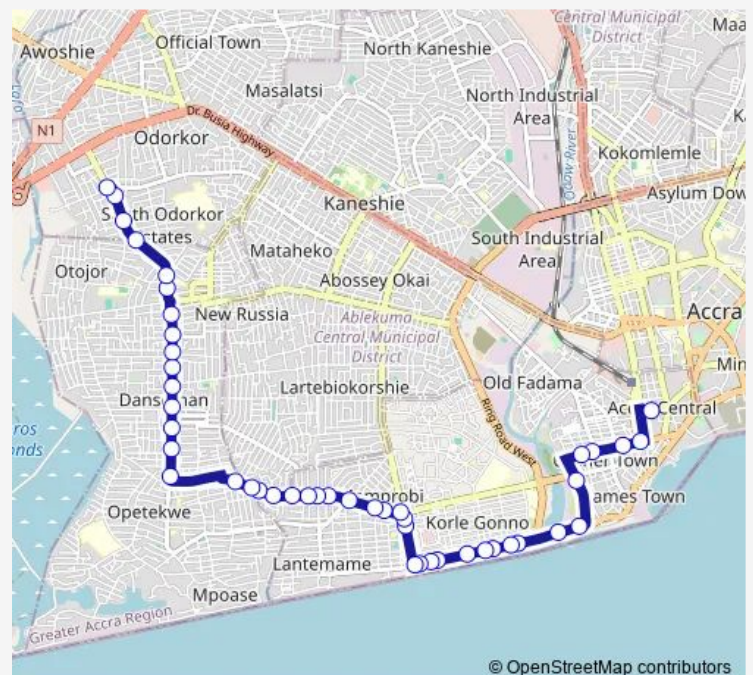 Central Municipal
District
Maa
Awoshie
Official Town
North Kaneshie
Masalatsi
North Industrial
Area
Dr. Busia Highway
N1
Odorkor
Odaw River
Kokomlemle
Kaneshie
Asylum Dow
South Industrial
Area
Otojor
Mataheko
Abossey Okai
New Russia
Ablekuma
Central Municipal
District
Accra
Lartebiokorshie
Old Fadama
Ring Road West
Opetekwe
Korle Gonno
Lantemame
Mpoase
Greater Accra Region
© OpenStreetMap contributors